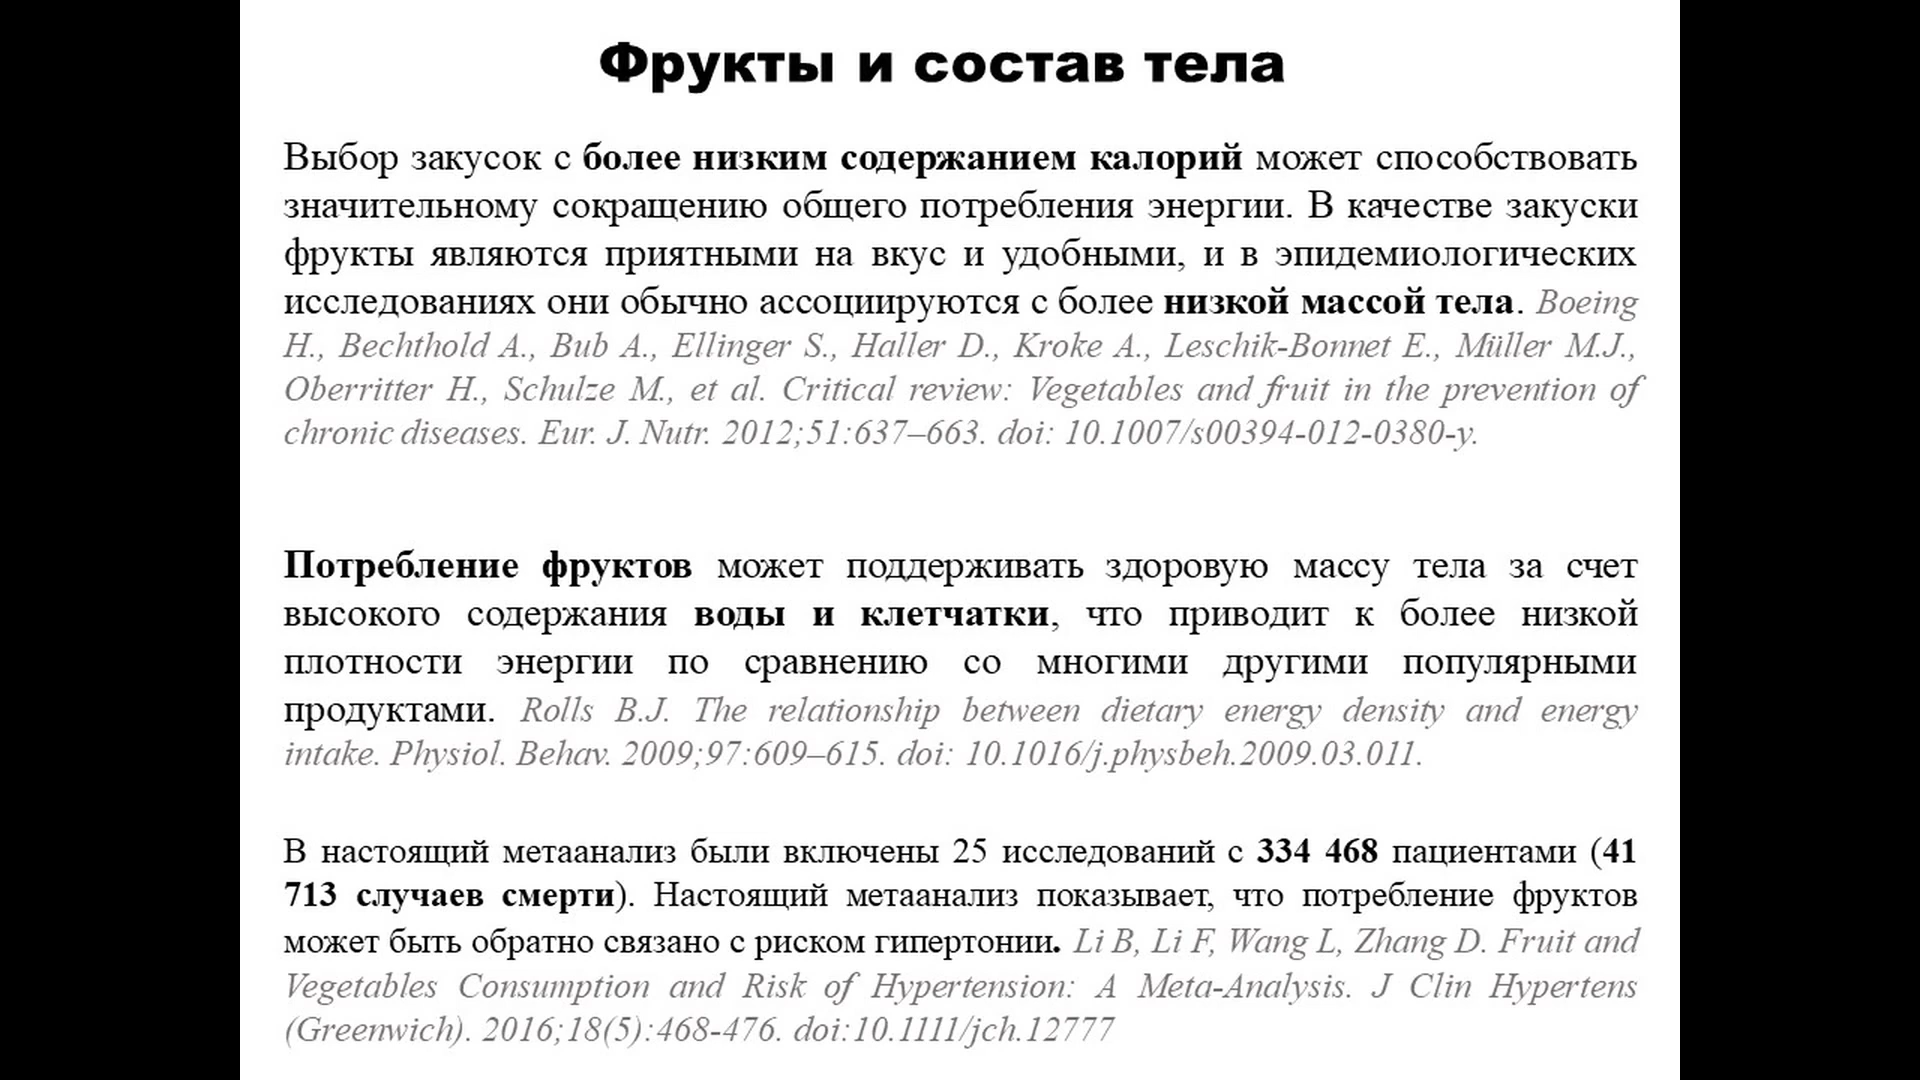 Фрукты и состав тела
Выбор закусок с более низким содержанием калорий может способствовать
значительному сокращению общего потребления энергии. В качестве закуски
фрукты являются приятными на вкус и удобными, и в эпидемиологических
исследованиях они обычно ассоциируются с более низкой массой тела. Boeing
H., Bechthold A., Bub A., Ellinger S., Haller D., Kroke A., Leschik-Bonnet E., Müller M.J.,
Oberritter H., Schulze M., et al. Critical review: Vegetables and fruit in the prevention of
chronic diseases. Eur. J. Nutr. 2012;51:637–663. doi: 10.1007/s00394-012-0380-y.
Потребление фруктов может поддерживать здоровую массу тела за счет
высокого содержания воды и клетчатки, что приводит к более низкой
плотности энергии по сравнению со многими другими популярными
продуктами. Rolls B.J. The relationship between dietary energy density and energy
intake. Physiol. Behav. 2009;97:609–615. doi: 10.1016/j.physbeh.2009.03.011.
В настоящий метаанализ были включены 25 исследований с 334 468 пациентами (41
713 случаев смерти). Настоящий метаанализ показывает, что потребление фруктов
может быть обратно связано с риском гипертонии. Li B, Li F, Wang L, Zhang D. Fruit and
Vegetables Consumption and Risk of Hypertension: A Meta-Analysis. J Clin Hypertens
(Greenwich). 2016;18(5):468-476. doi:10.1111/jch.12777